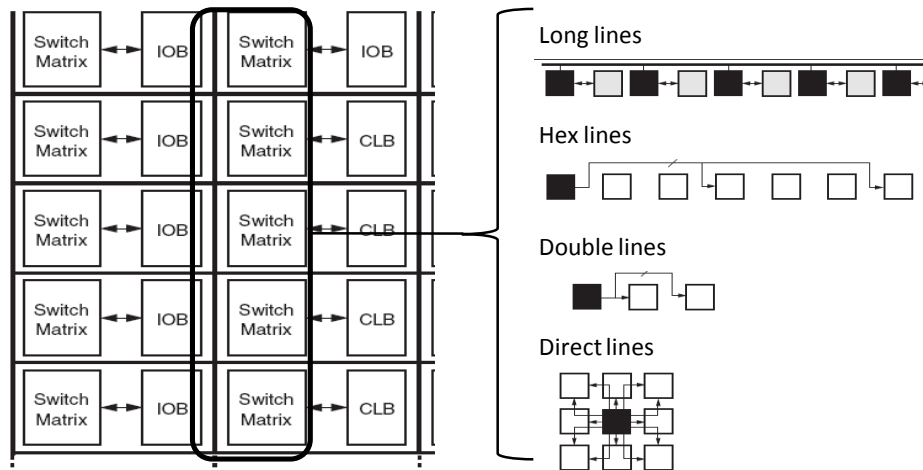 Switch
Matrix
IOB
Switch
Matrix
IOB
Switch
Matrix
IOB
Switch
Matrix
CLB
Switch
Matrix
IOB
Switch
Matrix
CLB
Switch
Matrix
IOB
Switch
Matrix
CLB
Switch
Matrix
IOB
Switch
Matrix
CLB
Long lines
Hex lines
Double lines
Direct lines